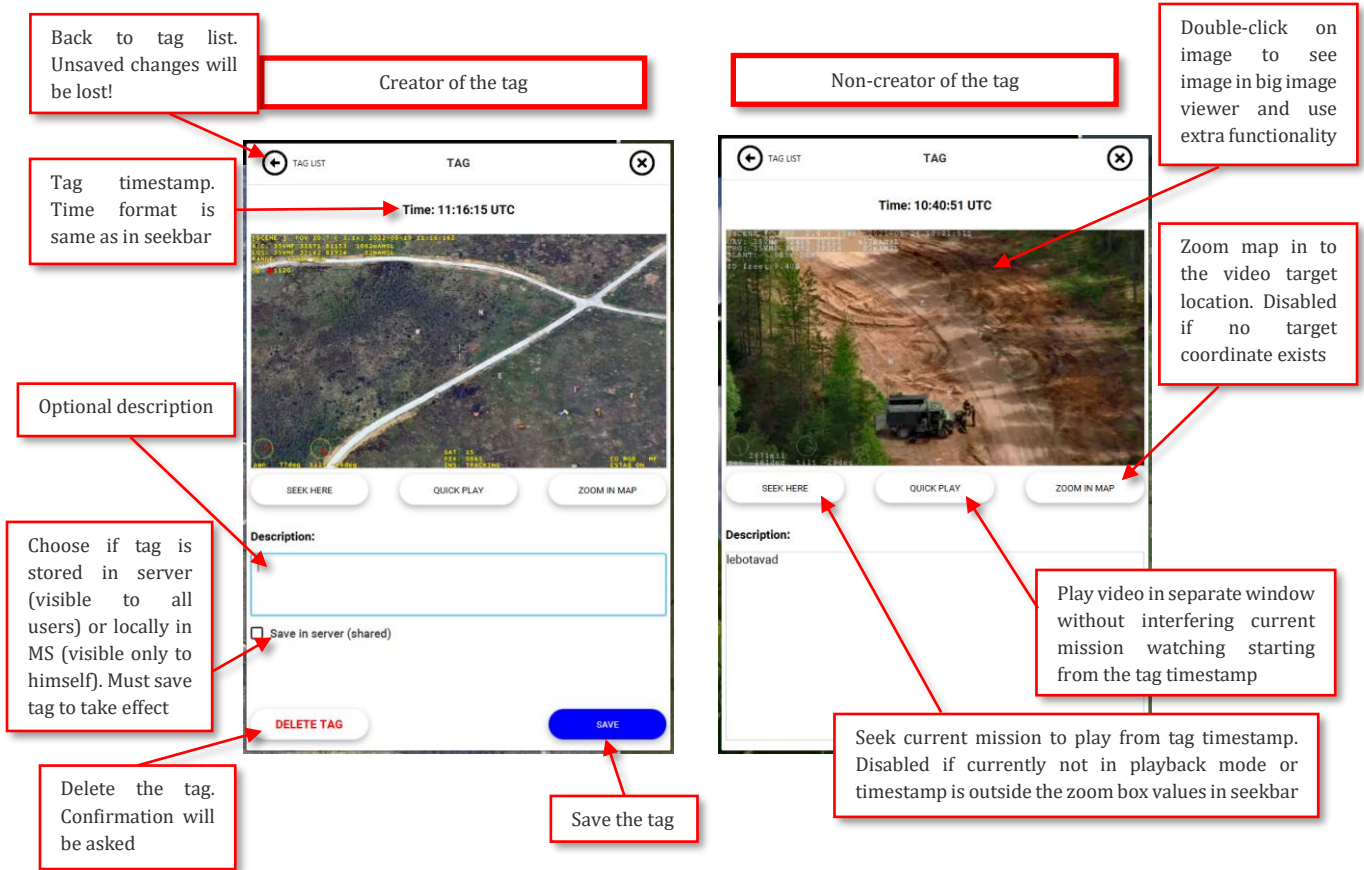 Back to tag list.
Unsaved changes will
be lost!
Creator of the tag
Non-creator of the tag
Double-click on
image to see
image in big image
viewer and use
extra functionality
TAG LIST
TAG
Time: 11:16:15 UTC
TAG LIST
TAG
Time: 10:40:51 UTC
Tag timestamp.
Time format is
same as in seekbar
Zoom map in to
the video target
location. Disabled
if no target
coordinate exists
SAT 15
INS: TRACKING
Optional description
SEEK HERE
QUICK PLAY
ZOOM IN MAP
SEEK HERE
QUICK PLAY
ZOOM IN MAP
Description:
Description:
lebotavad
Choose if tag is
stored in server
(visible to all
users) or locally in
MS (visible only to
himself). Must save
tag to take effect
Save in server (shared)
Play video in separate window
without interfering current
mission watching starting
from the tag timestamp
DELETE TAG
SAVE
Seek current mission to play from tag timestamp.
Disabled if currently not in playback mode or
timestamp is outside the zoom box values in seekbar
Delete the tag.
Confirmation will
be asked
Save the tag